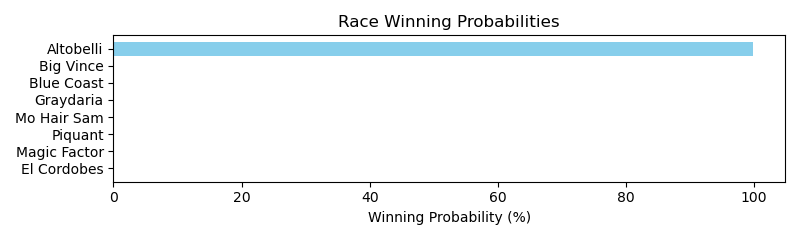 Race Winning Probabilities
Altobelli
Big Vince
Blue Coast
Graydaria
Mo Hair Sam
Piquant
Magic Factor
El Cordobes
0 20 40 60 80 100
Winning Probability (%)